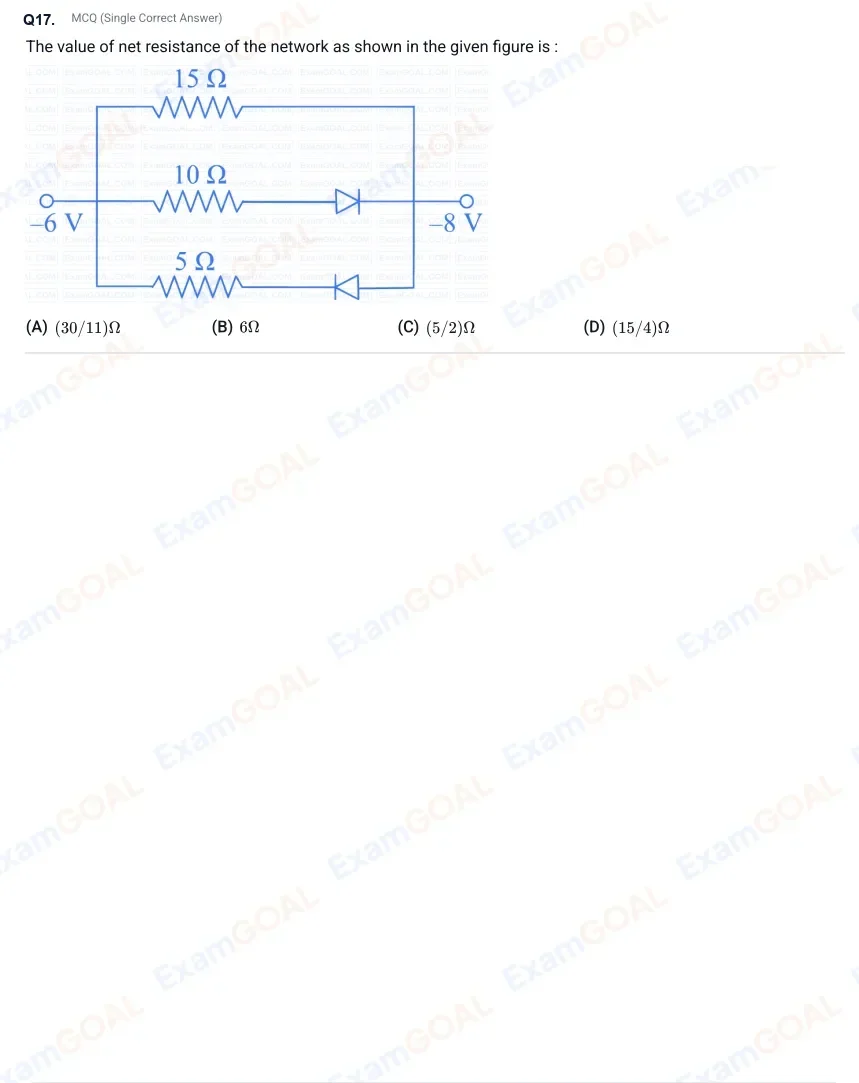 Q17. MCQ (Single Correct Answer)
The value of net resistance of the network as shown in the given figure is :
15 Ω
10 Ω
–6 V
–8 V
5 Ω
(A) (30/11)Ω (B) 6Ω (C) (5/2)Ω (D) (15/4)Ω
ExamGOAL